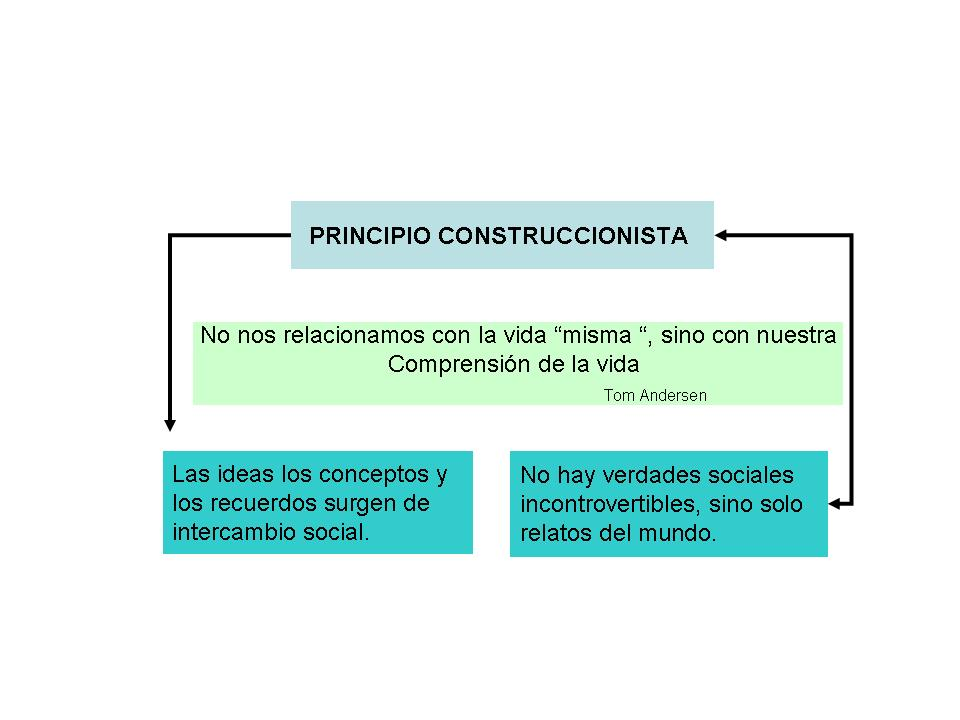 PRINCIPIO CONSTRUCCIONISTA
No nos relacionamos con la vida “misma “, sino con nuestra
Comprensión de la vida
Tom Andersen
Las ideas los conceptos y
los recuerdos surgen de
intercambio social.
No hay verdades sociales
incontrovertibles, sino solo
relatos del mundo.